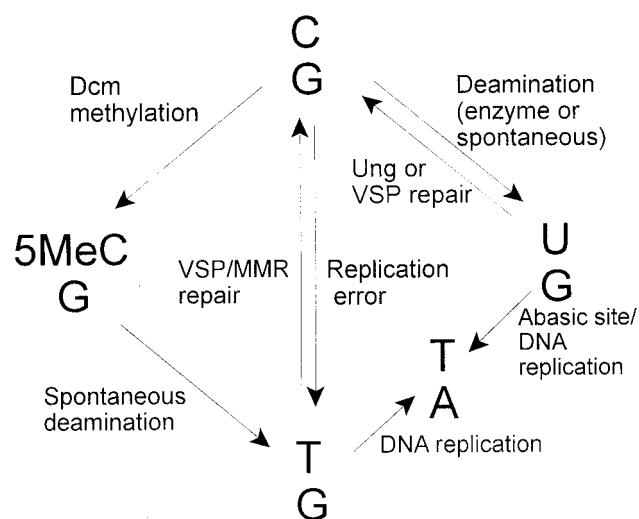 C
G
Dcm
methylation
Deamination
(enzyme or
spontaneous)
Ung or
VSP repair
5MeC
G
VSP/MMR
repair
Replication
error
U
G
Abasic site/
DNA
replication
T
A
Spontaneous
deamination
DNA replication
T
G